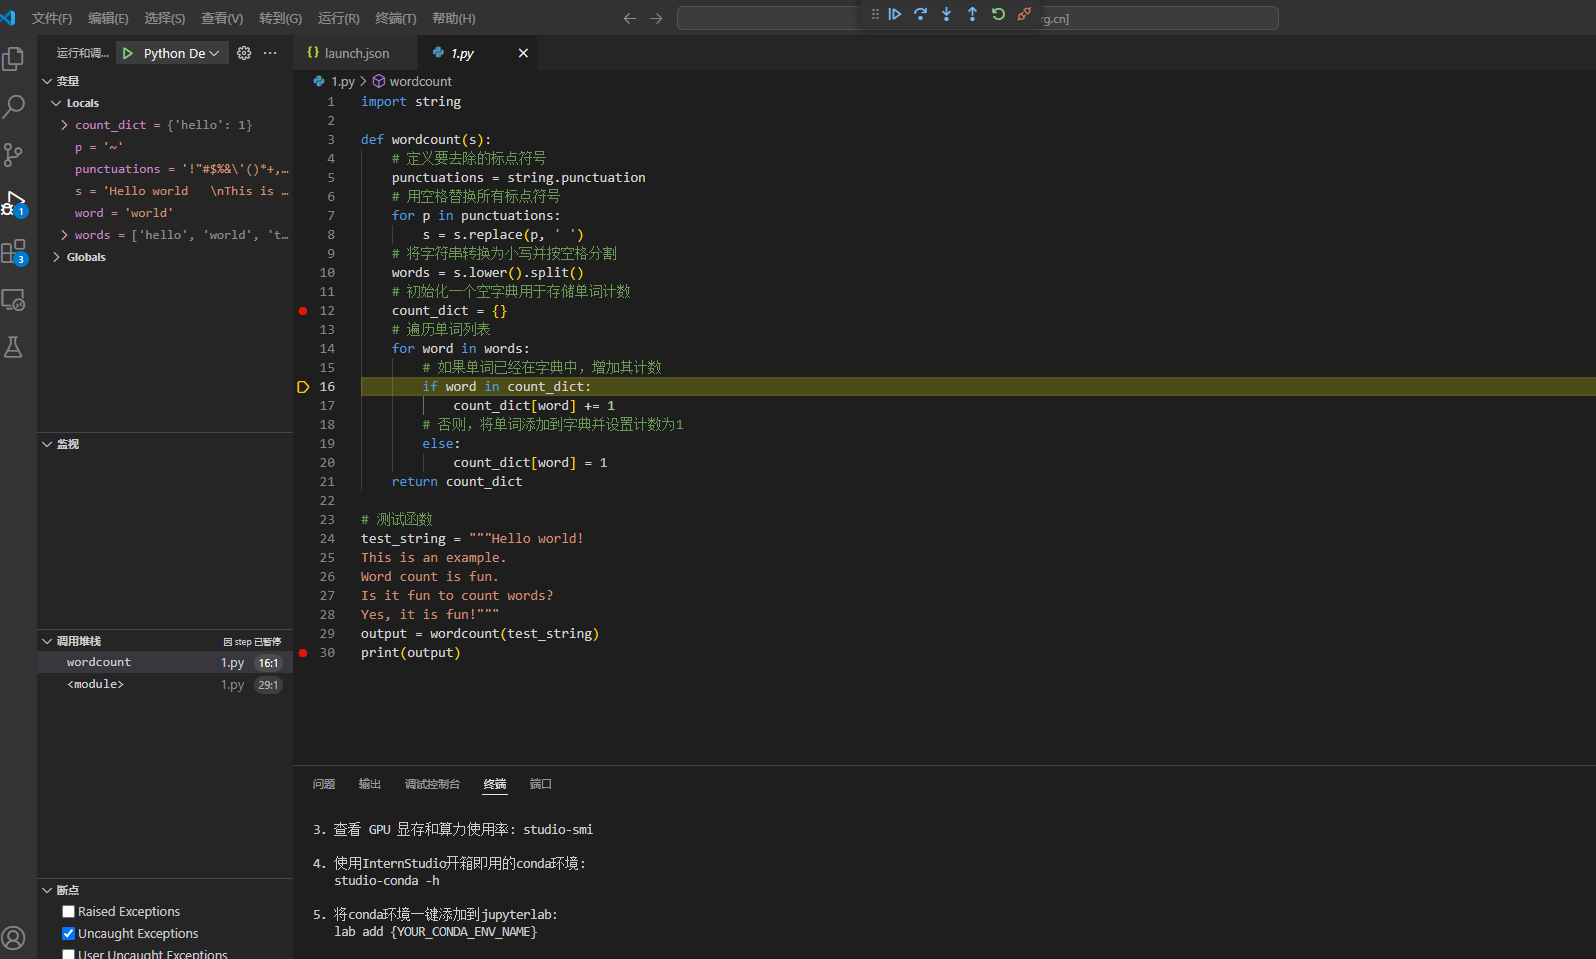 文件(F) 编辑(E) 选择(S) 查看(V) 转到(G) 运行(R) 终端(T) 帮助(H)
rg.cn]
运行和调... Python De
launch.json 1.py
变量
Locals
count_dict = {'hello': 1}
p = '~'
punctuations = '!"#$%&\'()*+,…
s = 'Hello world   \nThis is …
word = 'world'
words = ['hello', 'world', 't…
Globals
监视
调用堆栈 因 step 已暂停
wordcount 1.py 16:1
<module> 1.py 29:1
断点
Raised Exceptions
Uncaught Exceptions
User Uncaught Exceptions
1
3
1.py > wordcount
1 import string
2
3 def wordcount(s):
4     # 定义要去除的标点符号
5     punctuations = string.punctuation
6     # 用空格替换所有标点符号
7     for p in punctuations:
8         s = s.replace(p, ' ')
9     # 将字符串转换为小写并按空格分割
10     words = s.lower().split()
11     # 初始化一个空字典用于存储单词计数
12     count_dict = {}
13     # 遍历单词列表
14     for word in words:
15         # 如果单词已经在字典中，增加其计数
16         if word in count_dict:
17             count_dict[word] += 1
18         # 否则，将单词添加到字典并设置计数为1
19         else:
20             count_dict[word] = 1
21     return count_dict
22
23 # 测试函数
24 test_string = """Hello world!
25 This is an example.
26 Word count is fun.
27 Is it fun to count words?
28 Yes, it is fun!"""
29 output = wordcount(test_string)
30 print(output)
问题 输出 调试控制台 终端 端口
3. 查看 GPU 显存和算力使用率: studio-smi
4. 使用InternStudio开箱即用的conda环境:
studio-conda -h
5. 将conda环境一键添加到jupyterlab:
lab add {YOUR_CONDA_ENV_NAME}